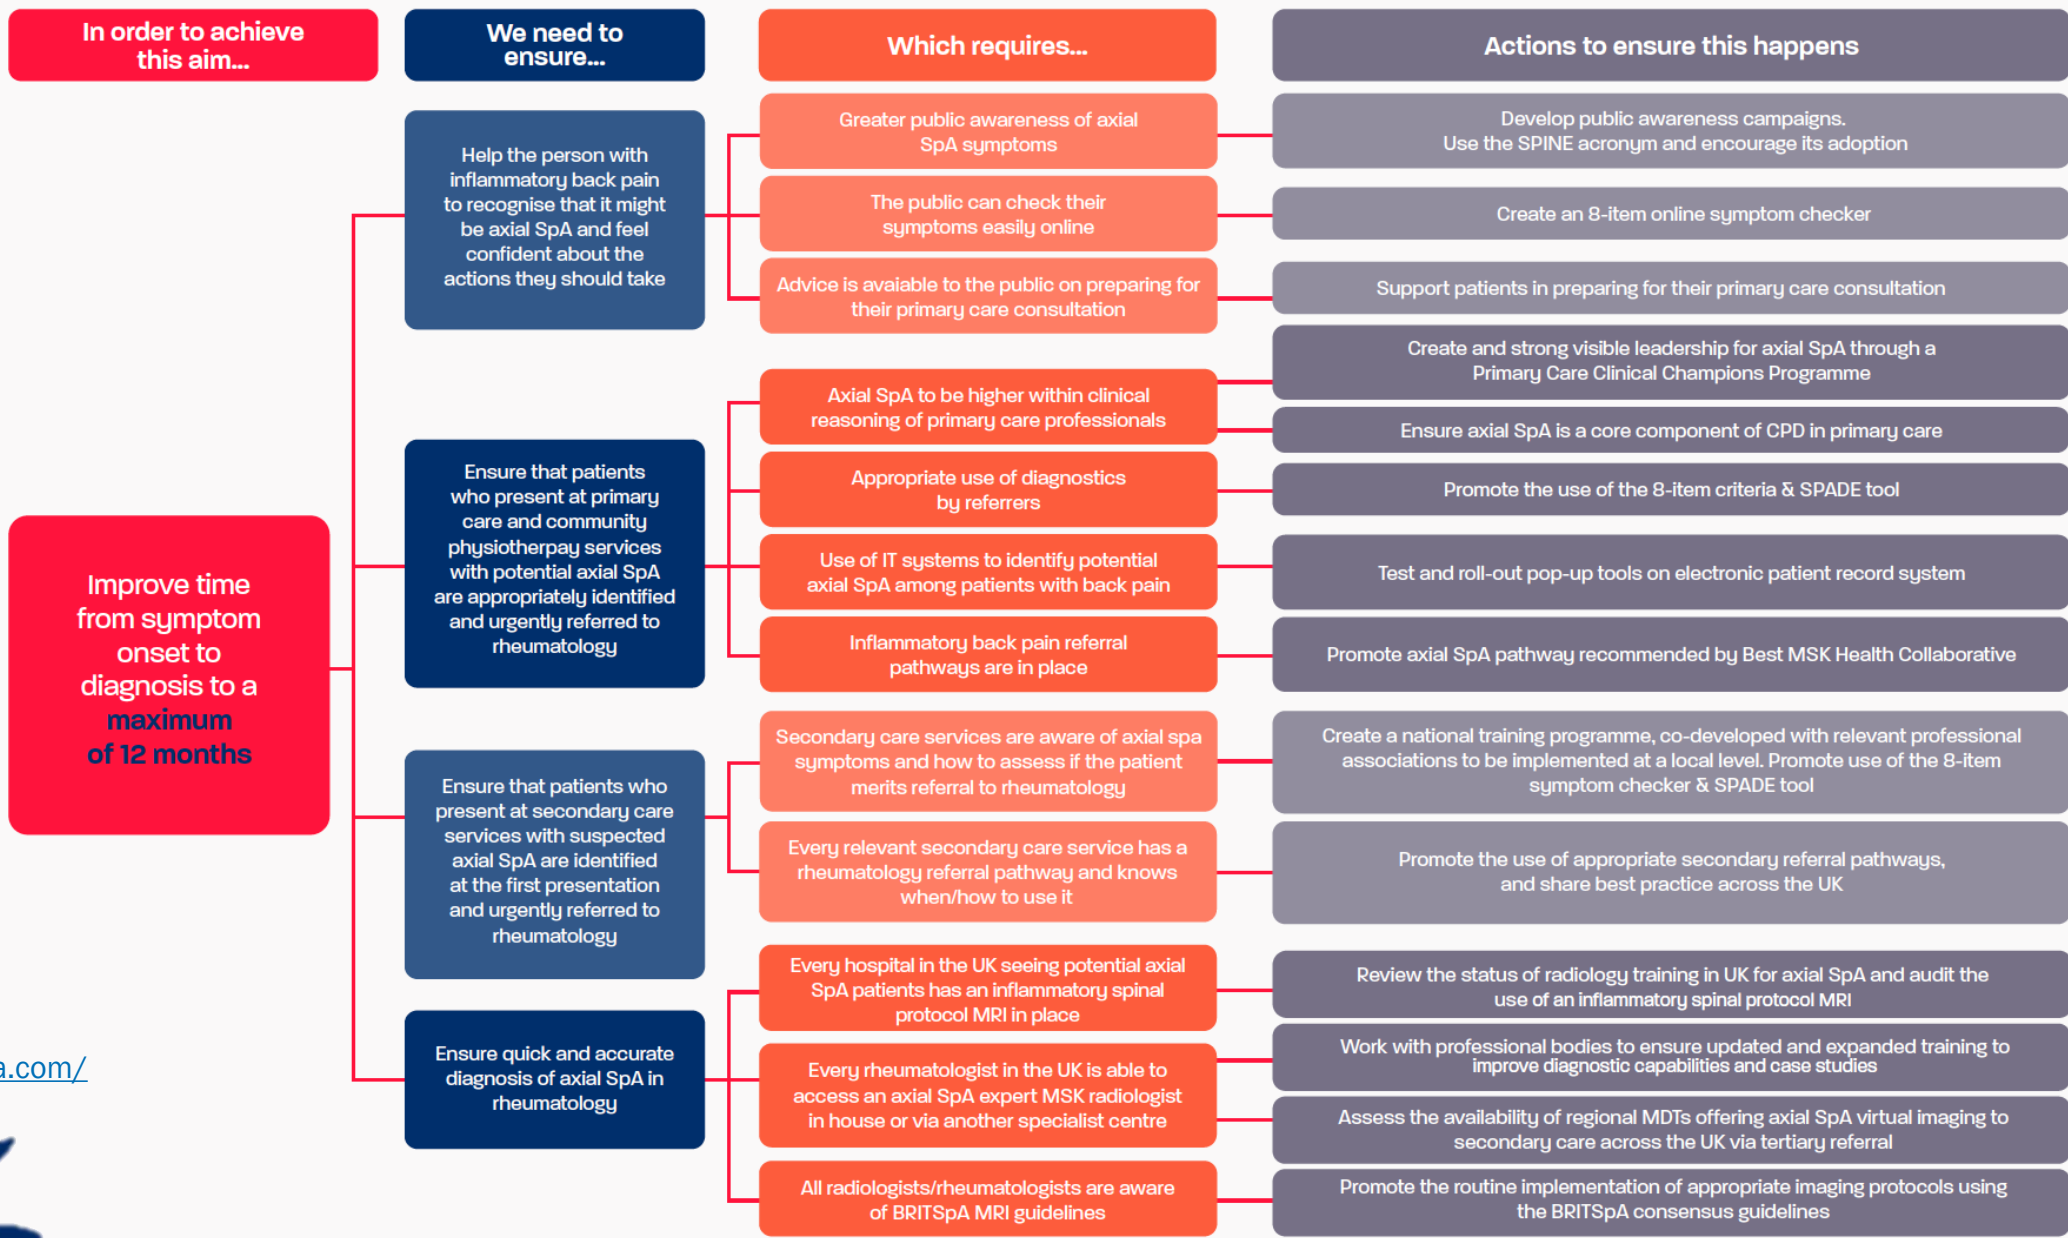 In order to achieve
this aim...
We need to
ensure...
Which requires...
Actions to ensure this happens
Improve time
from symptom
onset to
diagnosis to a
maximum
of 12 months
Help the person with
inflammatory back pain
to recognise that it might
be axial SpA and feel
confident about the
actions they should take
Greater public awareness of axial
SpA symptoms
Develop public awareness campaigns.
Use the SPINE acronym and encourage its adoption
The public can check their
symptoms easily online
Create an 8-item online symptom checker
Advice is avaiable to the public on preparing for
their primary care consultation
Support patients in preparing for their primary care consultation
Ensure that patients
who present at primary
care and community
physiotherpay services
with potential axial SpA
are appropriately identified
and urgently referred to
rheumatology
Axial SpA to be higher within clinical
reasoning of primary care professionals
Create and strong visible leadership for axial SpA through a
Primary Care Clinical Champions Programme
Ensure axial SpA is a core component of CPD in primary care
Appropriate use of diagnostics
by referrers
Promote the use of the 8-item criteria & SPADE tool
Use of IT systems to identify potential
axial SpA among patients with back pain
Test and roll-out pop-up tools on electronic patient record system
Inflammatory back pain referral
pathways are in place
Promote axial SpA pathway recommended by Best MSK Health Collaborative
Ensure that patients who
present at secondary care
services with suspected
axial SpA are identified
at the first presentation
and urgently referred to
rheumatology
Secondary care services are aware of axial spa
symptoms and how to assess if the patient
merits referral to rheumatology
Create a national training programme, co-developed with relevant professional
associations to be implemented at a local level. Promote use of the 8-item
symptom checker & SPADE tool
Every relevant secondary care service has a
rheumatology referral pathway and knows
when/how to use it
Promote the use of appropriate secondary referral pathways,
and share best practice across the UK
Ensure quick and accurate
diagnosis of axial SpA in
rheumatology
Every hospital in the UK seeing potential axial
SpA patients has an inflammatory spinal
protocol MRI in place
Review the status of radiology training in UK for axial SpA and audit the
use of an inflammatory spinal protocol MRI
Every rheumatologist in the UK is able to
access an axial SpA expert MSK radiologist
in house or via another specialist centre
Work with professional bodies to ensure updated and expanded training to
improve diagnostic capabilities and case studies
Assess the availability of regional MDTs offering axial SpA virtual imaging to
secondary care across the UK via tertiary referral
All radiologists/rheumatologists are aware
of BRITSpA MRI guidelines
Promote the routine implementation of appropriate imaging protocols using
the BRITSpA consensus guidelines
a.com/